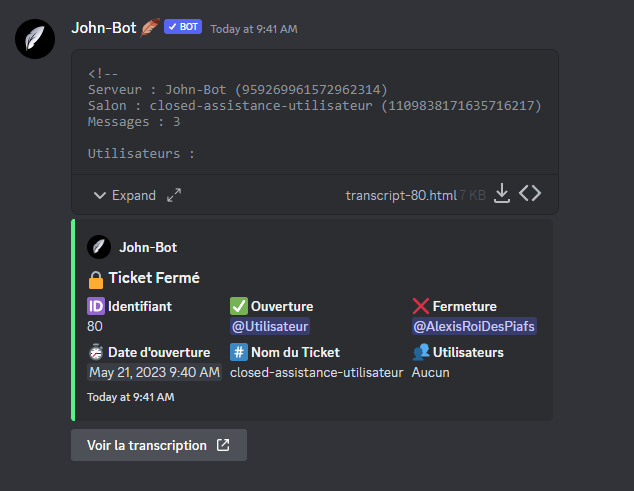 John-Bot BOT Today at 9:41 AM
<!--
Serveur : John-Bot (959269961572962314)
Salon : closed-assistance-utilisateur (1109838171635716217)
Messages : 3
Utilisateurs :
Expand transcript-80.html 7 KB
John-Bot
Ticket Fermé
ID Identifiant Ouverture Fermeture
80 @Utilisateur @AlexisRoiDesPiafs
Date d'ouverture # Nom du Ticket Utilisateurs
May 21, 2023 9:40 AM closed-assistance-utilisateur Aucun
Today at 9:41 AM
Voir la transcription